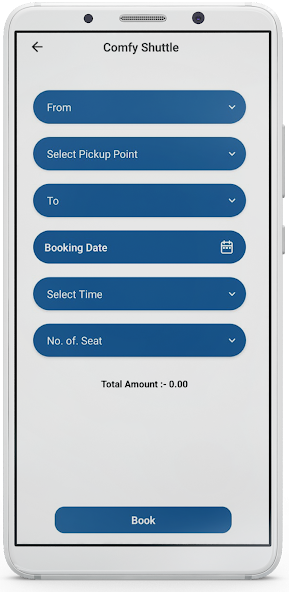 Comfy Shuttle
From
Select Pickup Point
To
Booking Date
Select Time
No. of. Seat
Total Amount :- 0.00
Book